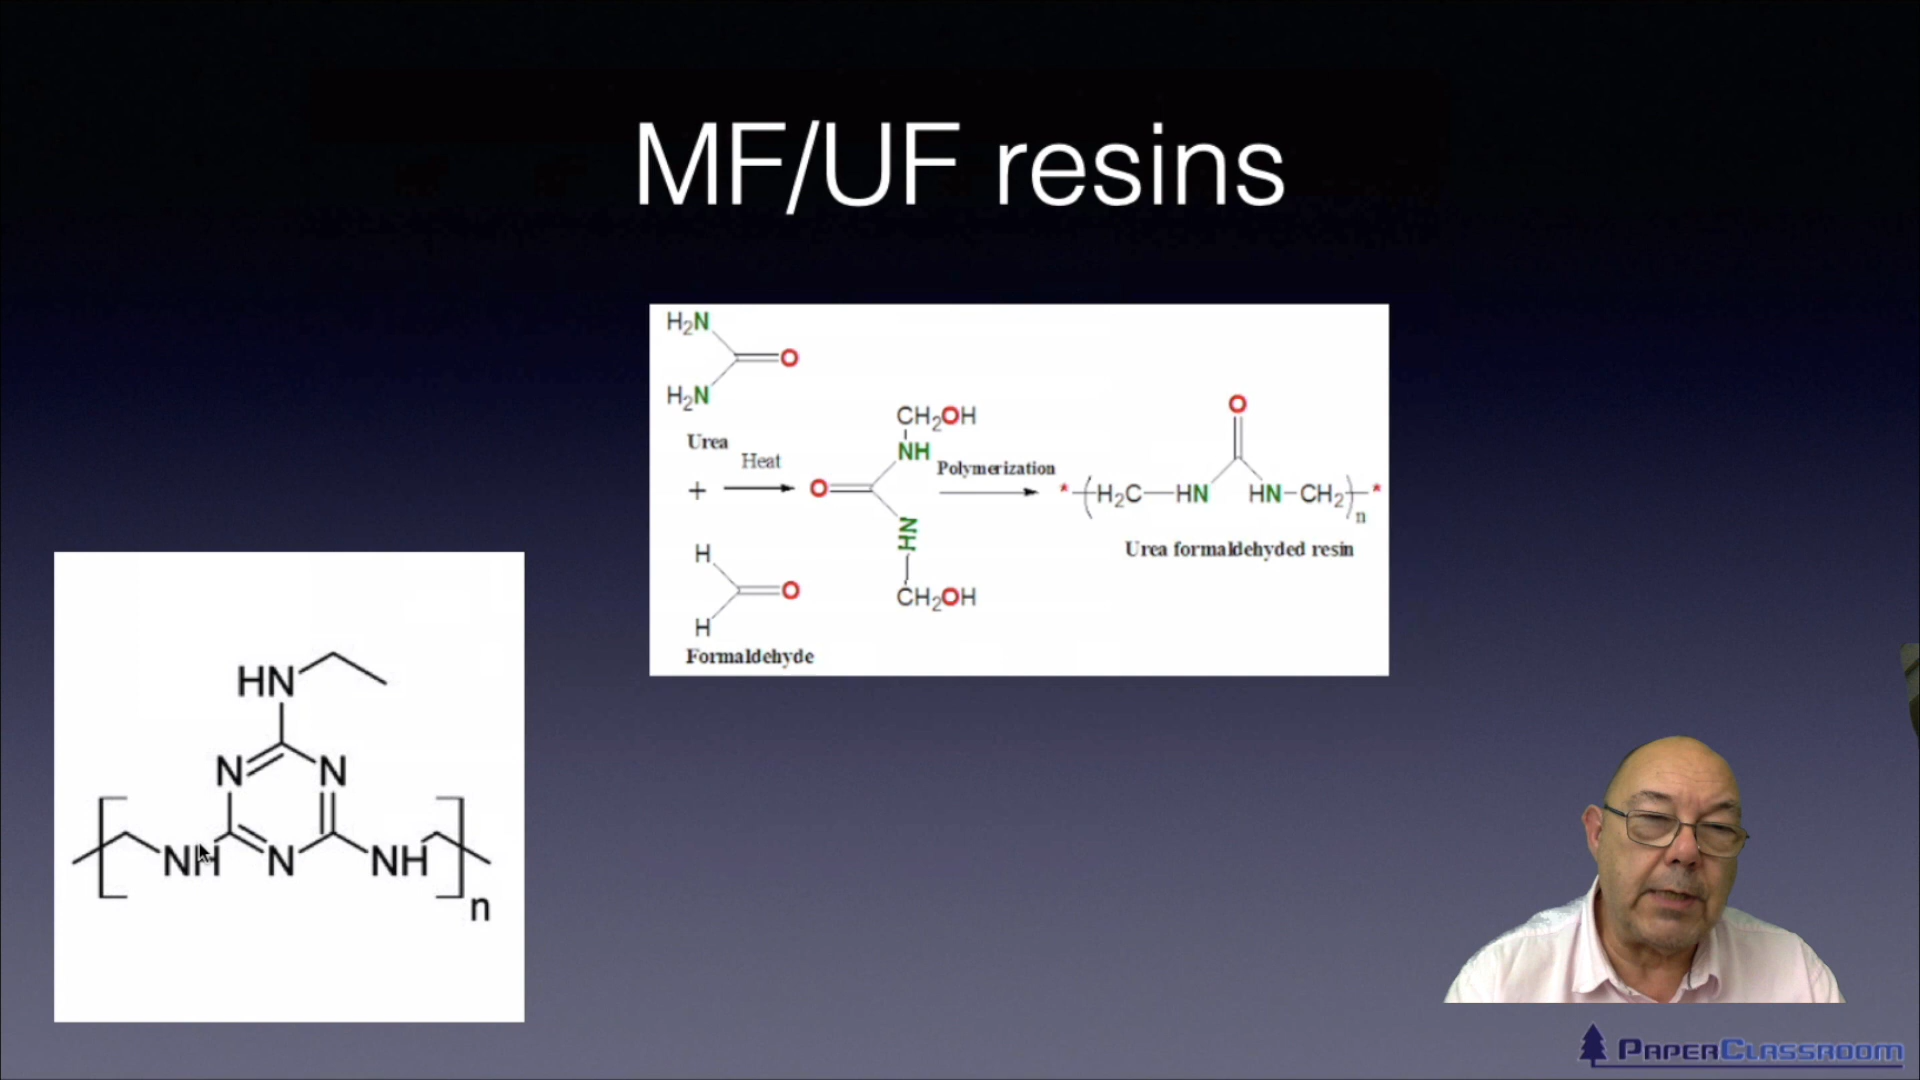 MF/UF resins
H2N
O
H2N
Urea
+
Heat
H
O
H
Formaldehyde
CH2OH
NH
O
NH
CH2OH
Polymerization
O
* (H2C—HN HN–CH2)n *
Urea formaldehyded resin
HN
N N
NH N NH
n
PAPERCLASSROOM